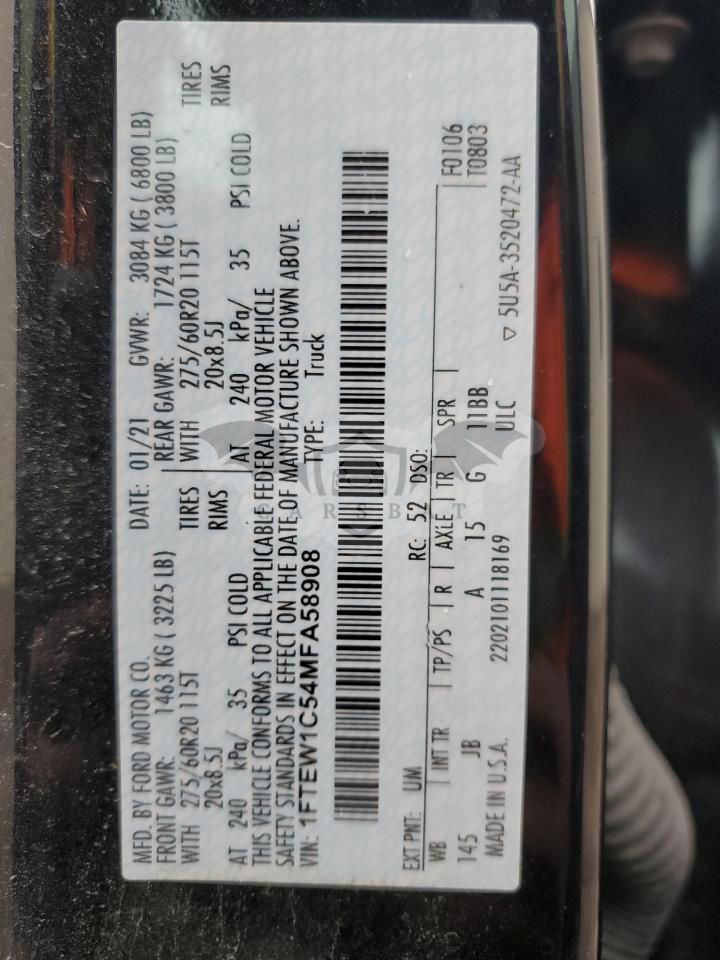 MFD. BY FORD MOTOR CO. DATE: 01/21 GVWR: 3084 KG ( 6800 LB)
FRONT GAWR: 1463 KG ( 3225 LB) REAR GAWR: 1724 KG ( 3800 LB)
WITH 275/60R20 115T TIRES WITH 275/60R20 115T TIRES
20x8.5J RIMS 20x8.5J RIMS
AT 240 kPa/ 35 PSI COLD AT 240 kPa/ 35 PSI COLD
THIS VEHICLE CONFORMS TO ALL APPLICABLE FEDERAL MOTOR VEHICLE
SAFETY STANDARDS IN EFFECT ON THE DATE OF MANUFACTURE SHOWN ABOVE.
VIN: 1FTEW1C54MFA58908 TYPE: Truck
EXT PNT: UM RC: 52 DSO: F0106
WB INT TR TP/PS R AXLE TR SPR T0803
145 JB A 15 G 11BB
MADE IN U.S.A. 2202101118169 ULC ▽ 5U5A-3520472-AA
CARSBAT